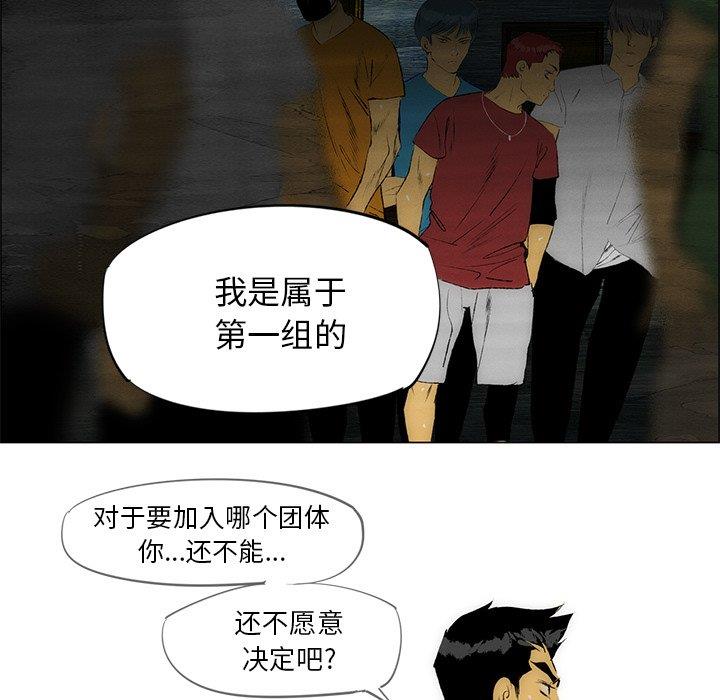 我是属于
第一组的
对于要加入哪个团体
你...还不能...
还不愿意
决定吧?